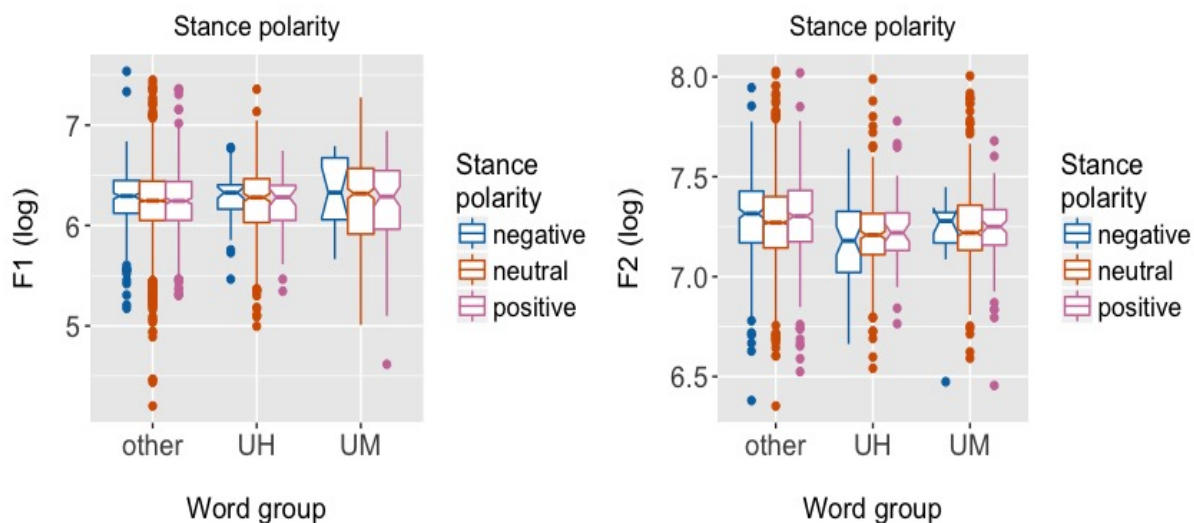 Stance polarity
F1 (log)
7
6
5
other UH UM
Word group
Stance
polarity
negative
neutral
positive
Stance polarity
F2 (log)
8.0
7.5
7.0
6.5
other UH UM
Word group
Stance
polarity
negative
neutral
positive